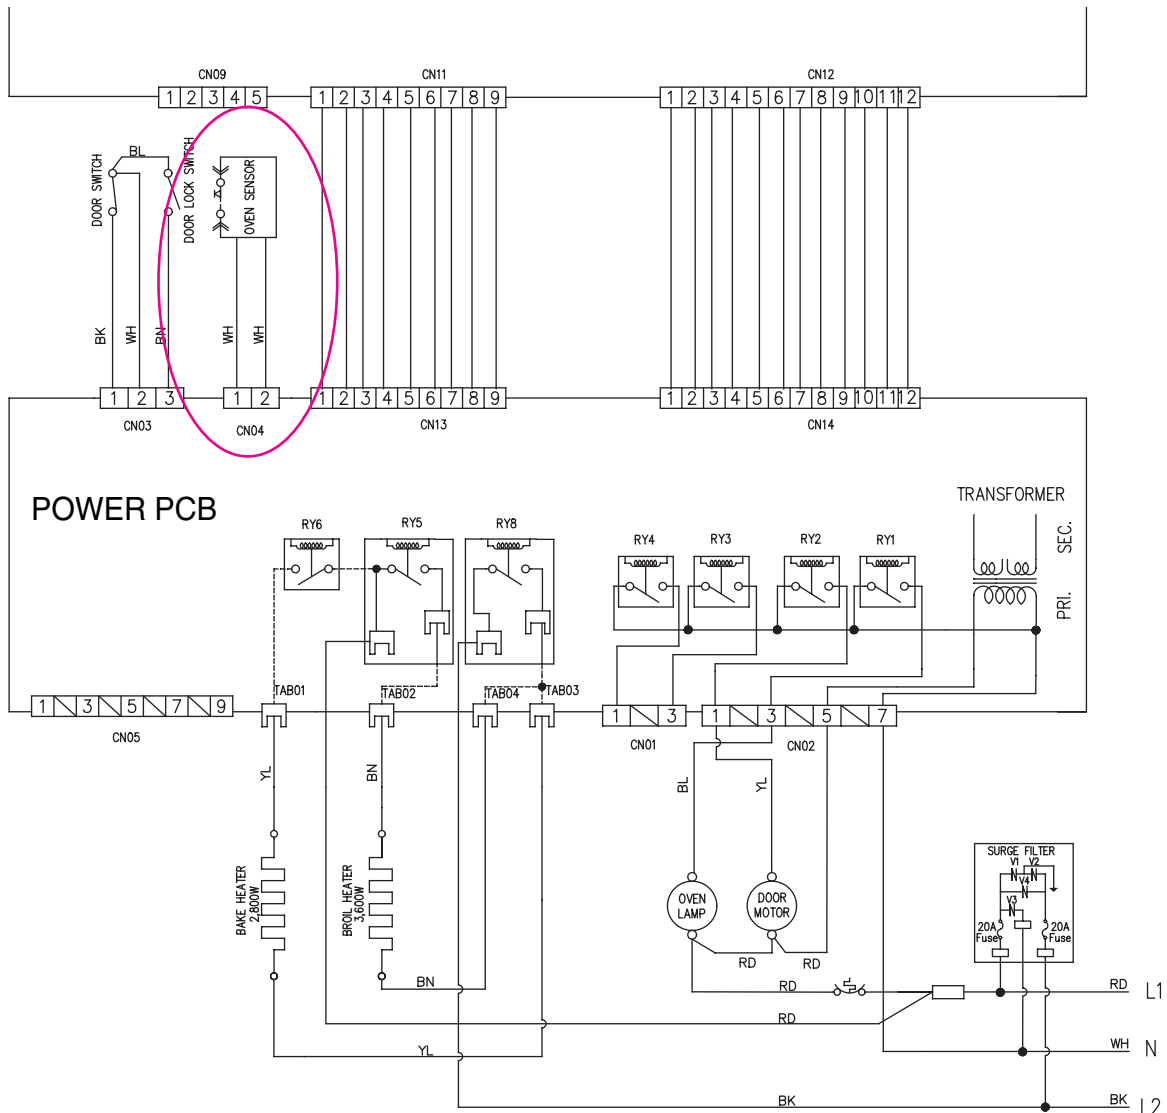 CN09 CN11 CN12
1 2 3 4 5 1 2 3 4 5 6 7 8 9 1 2 3 4 5 6 7 8 9 10 11 12
BL
DOOR SWITCH
DOOR LOCK SWITCH
OVEN SENSOR
BK WH BN WH WH
1 2 3 1 2 1 2 3 4 5 6 7 8 9 1 2 3 4 5 6 7 8 9 10 11 12
CN03 CN04 CN13 CN14
POWER PCB
TRANSFORMER
SEC.
PRI.
RY6 RY5 RY8 RY4 RY3 RY2 RY1
TAB01 TAB02 TAB04 TAB03
1 3 5 7 9 1 3 1 3 5 7
CN05 CN01 CN02
YL BN BL YL
BAKE HEATER
2,800W
BROIL HEATER
3,600W
OVEN
LAMP
DOOR
MOTOR
SURGE FILTER
V1 V2
V4
V3
20A
Fuse
20A
Fuse
RD RD
BN RD RD L1
RD
YL WH N
BK BK L2